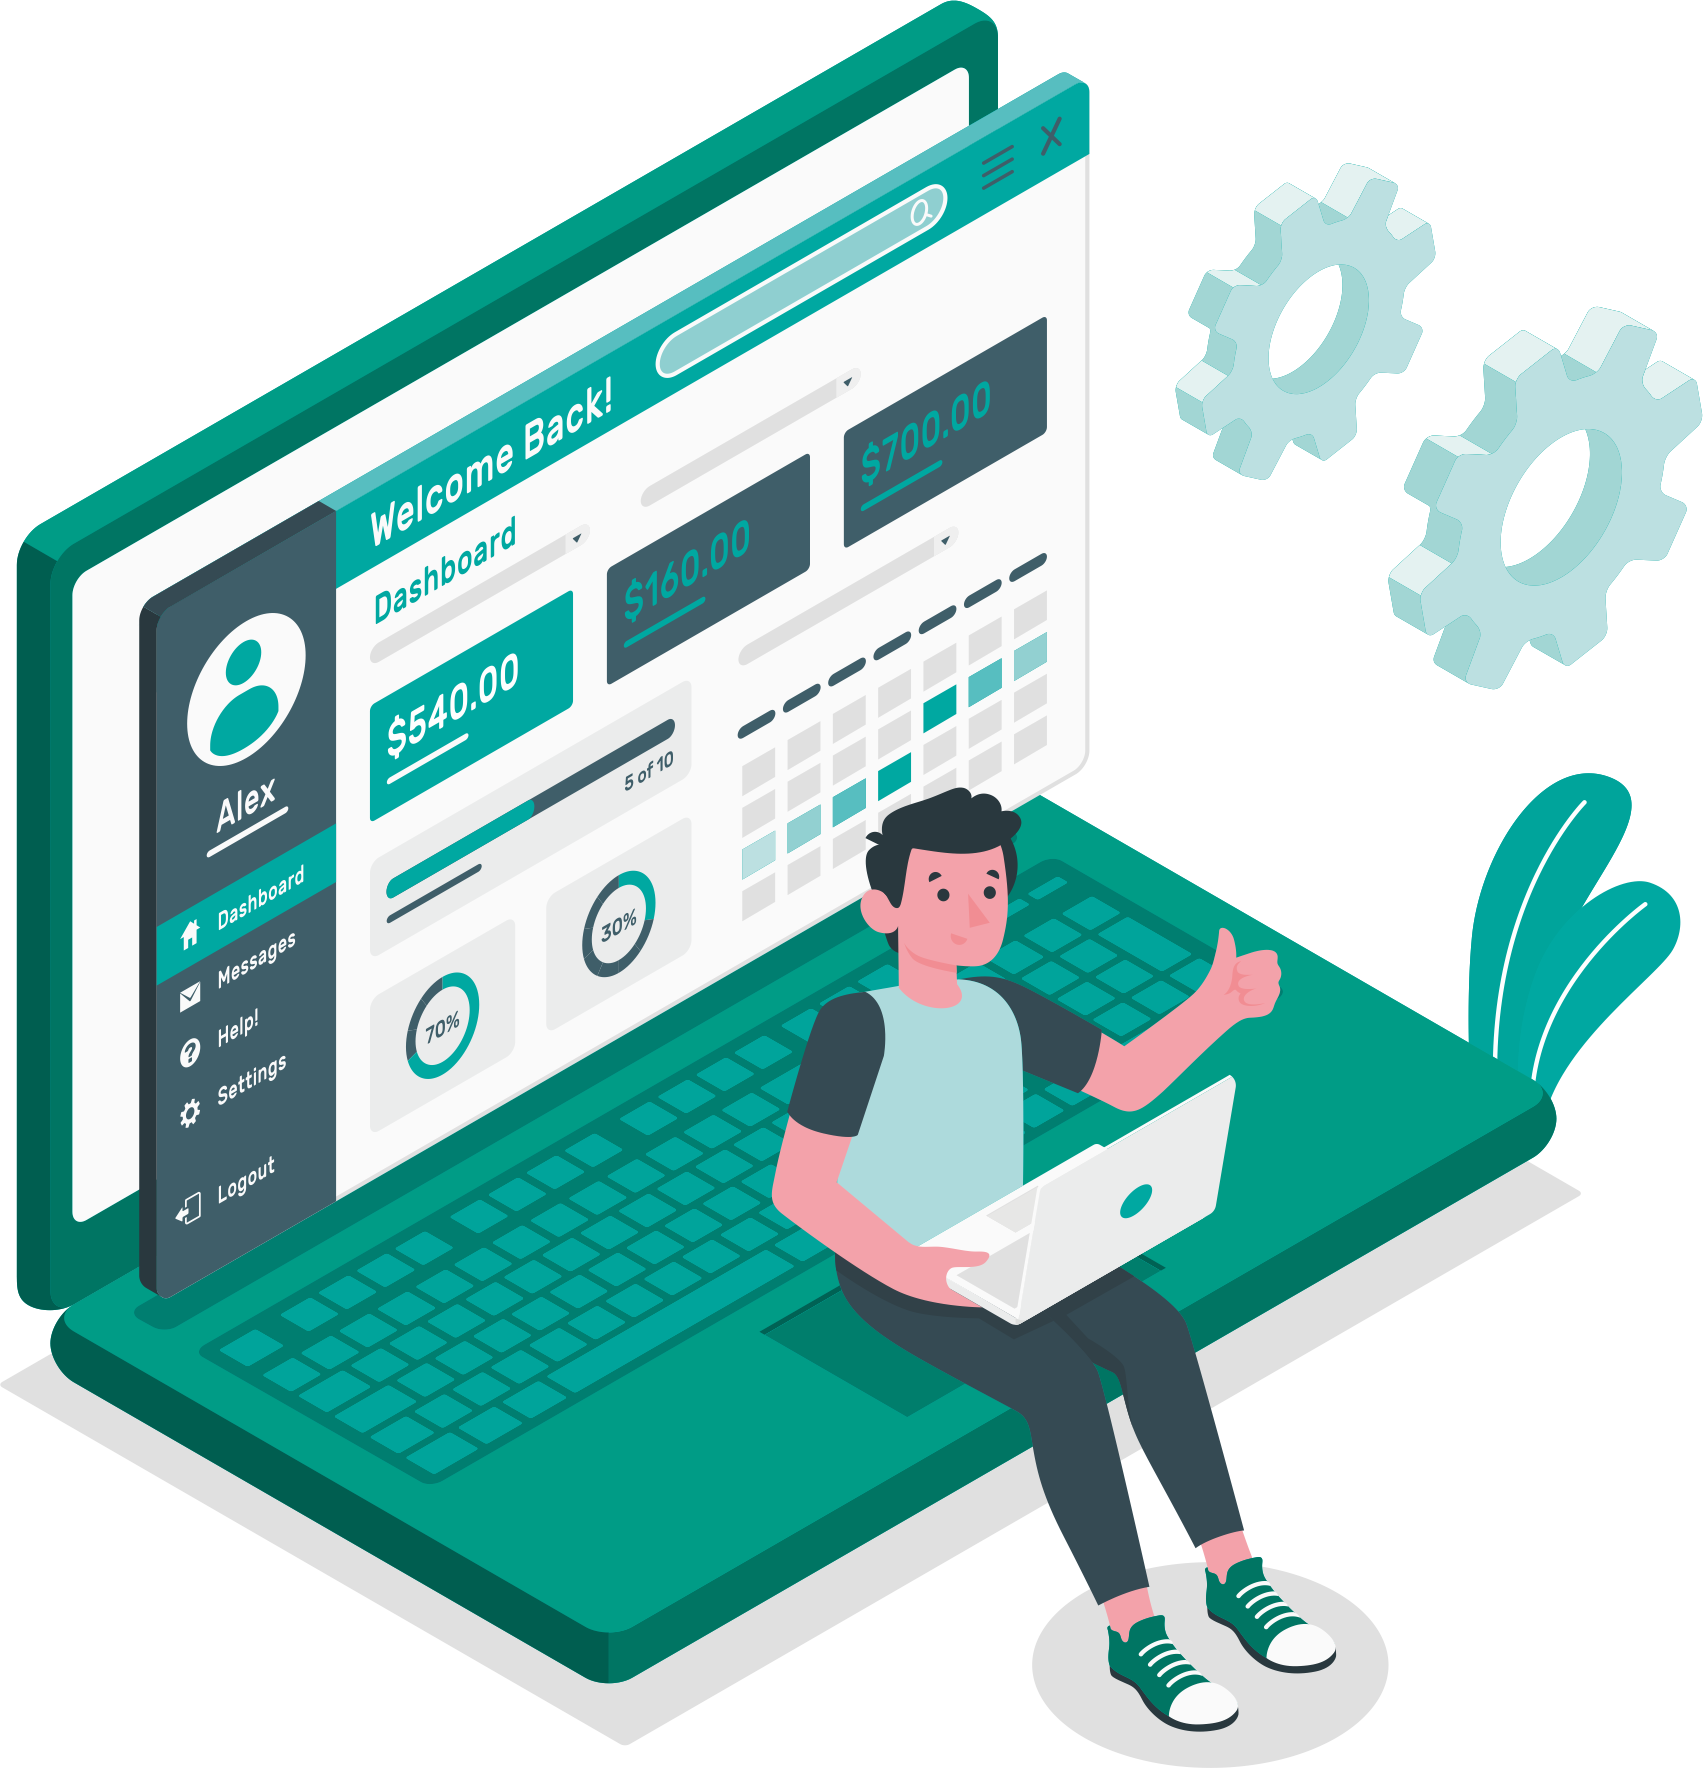 Welcome Back!
Dashboard
Alex
Dashboard
Messages
Help!
Settings
Logout
$540.00
$160.00
$700.00
5 of 10
70%
30%